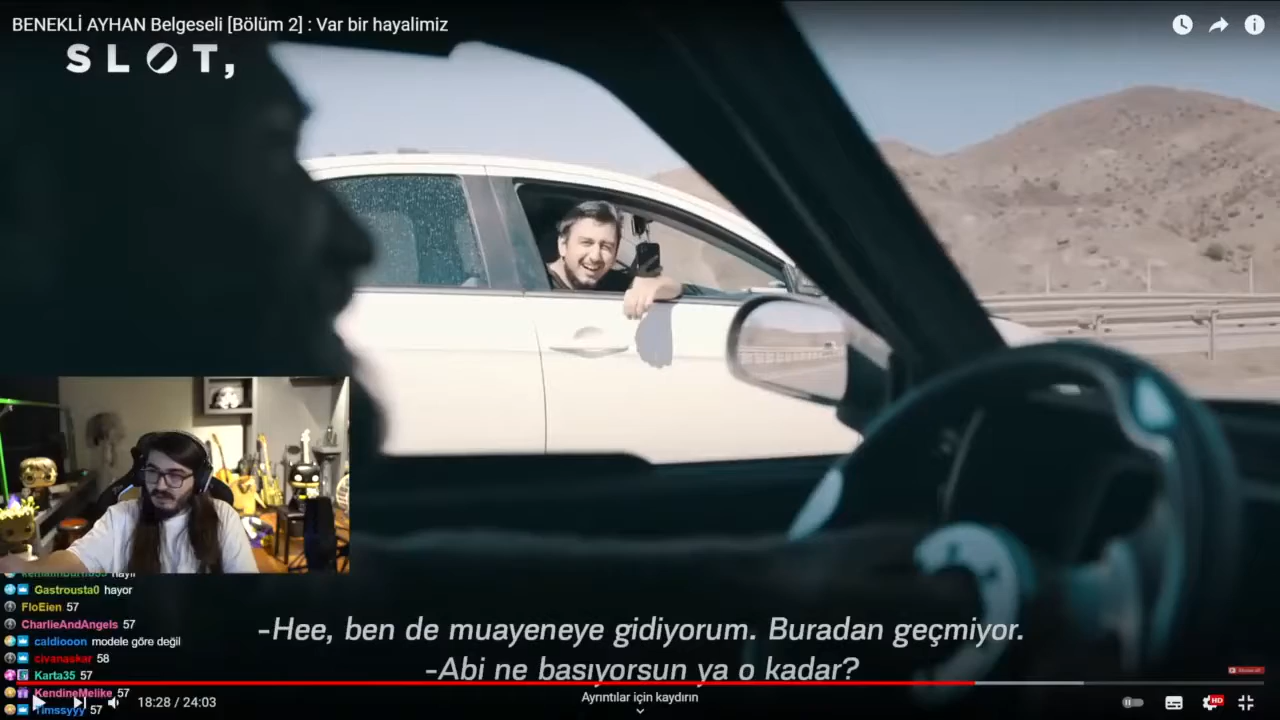 BENEKLİ AYHAN Belgeseli [Bölüm 2] : Var bir hayalimiz
SLOT,
Gastrousta0 hayor
FloEien 57
CharlieAndAngels 57
caldiooon modele göre değil
civanaskar 58
Karta35 57
KendineMelike 57
Timssyyy 57
-Hee, ben de muayeneye gidiyorum. Buradan geçmiyor.
-Abi ne basıyorsun ya o kadar?
18:28 / 24:03
Ayrıntılar için kaydırın
HD